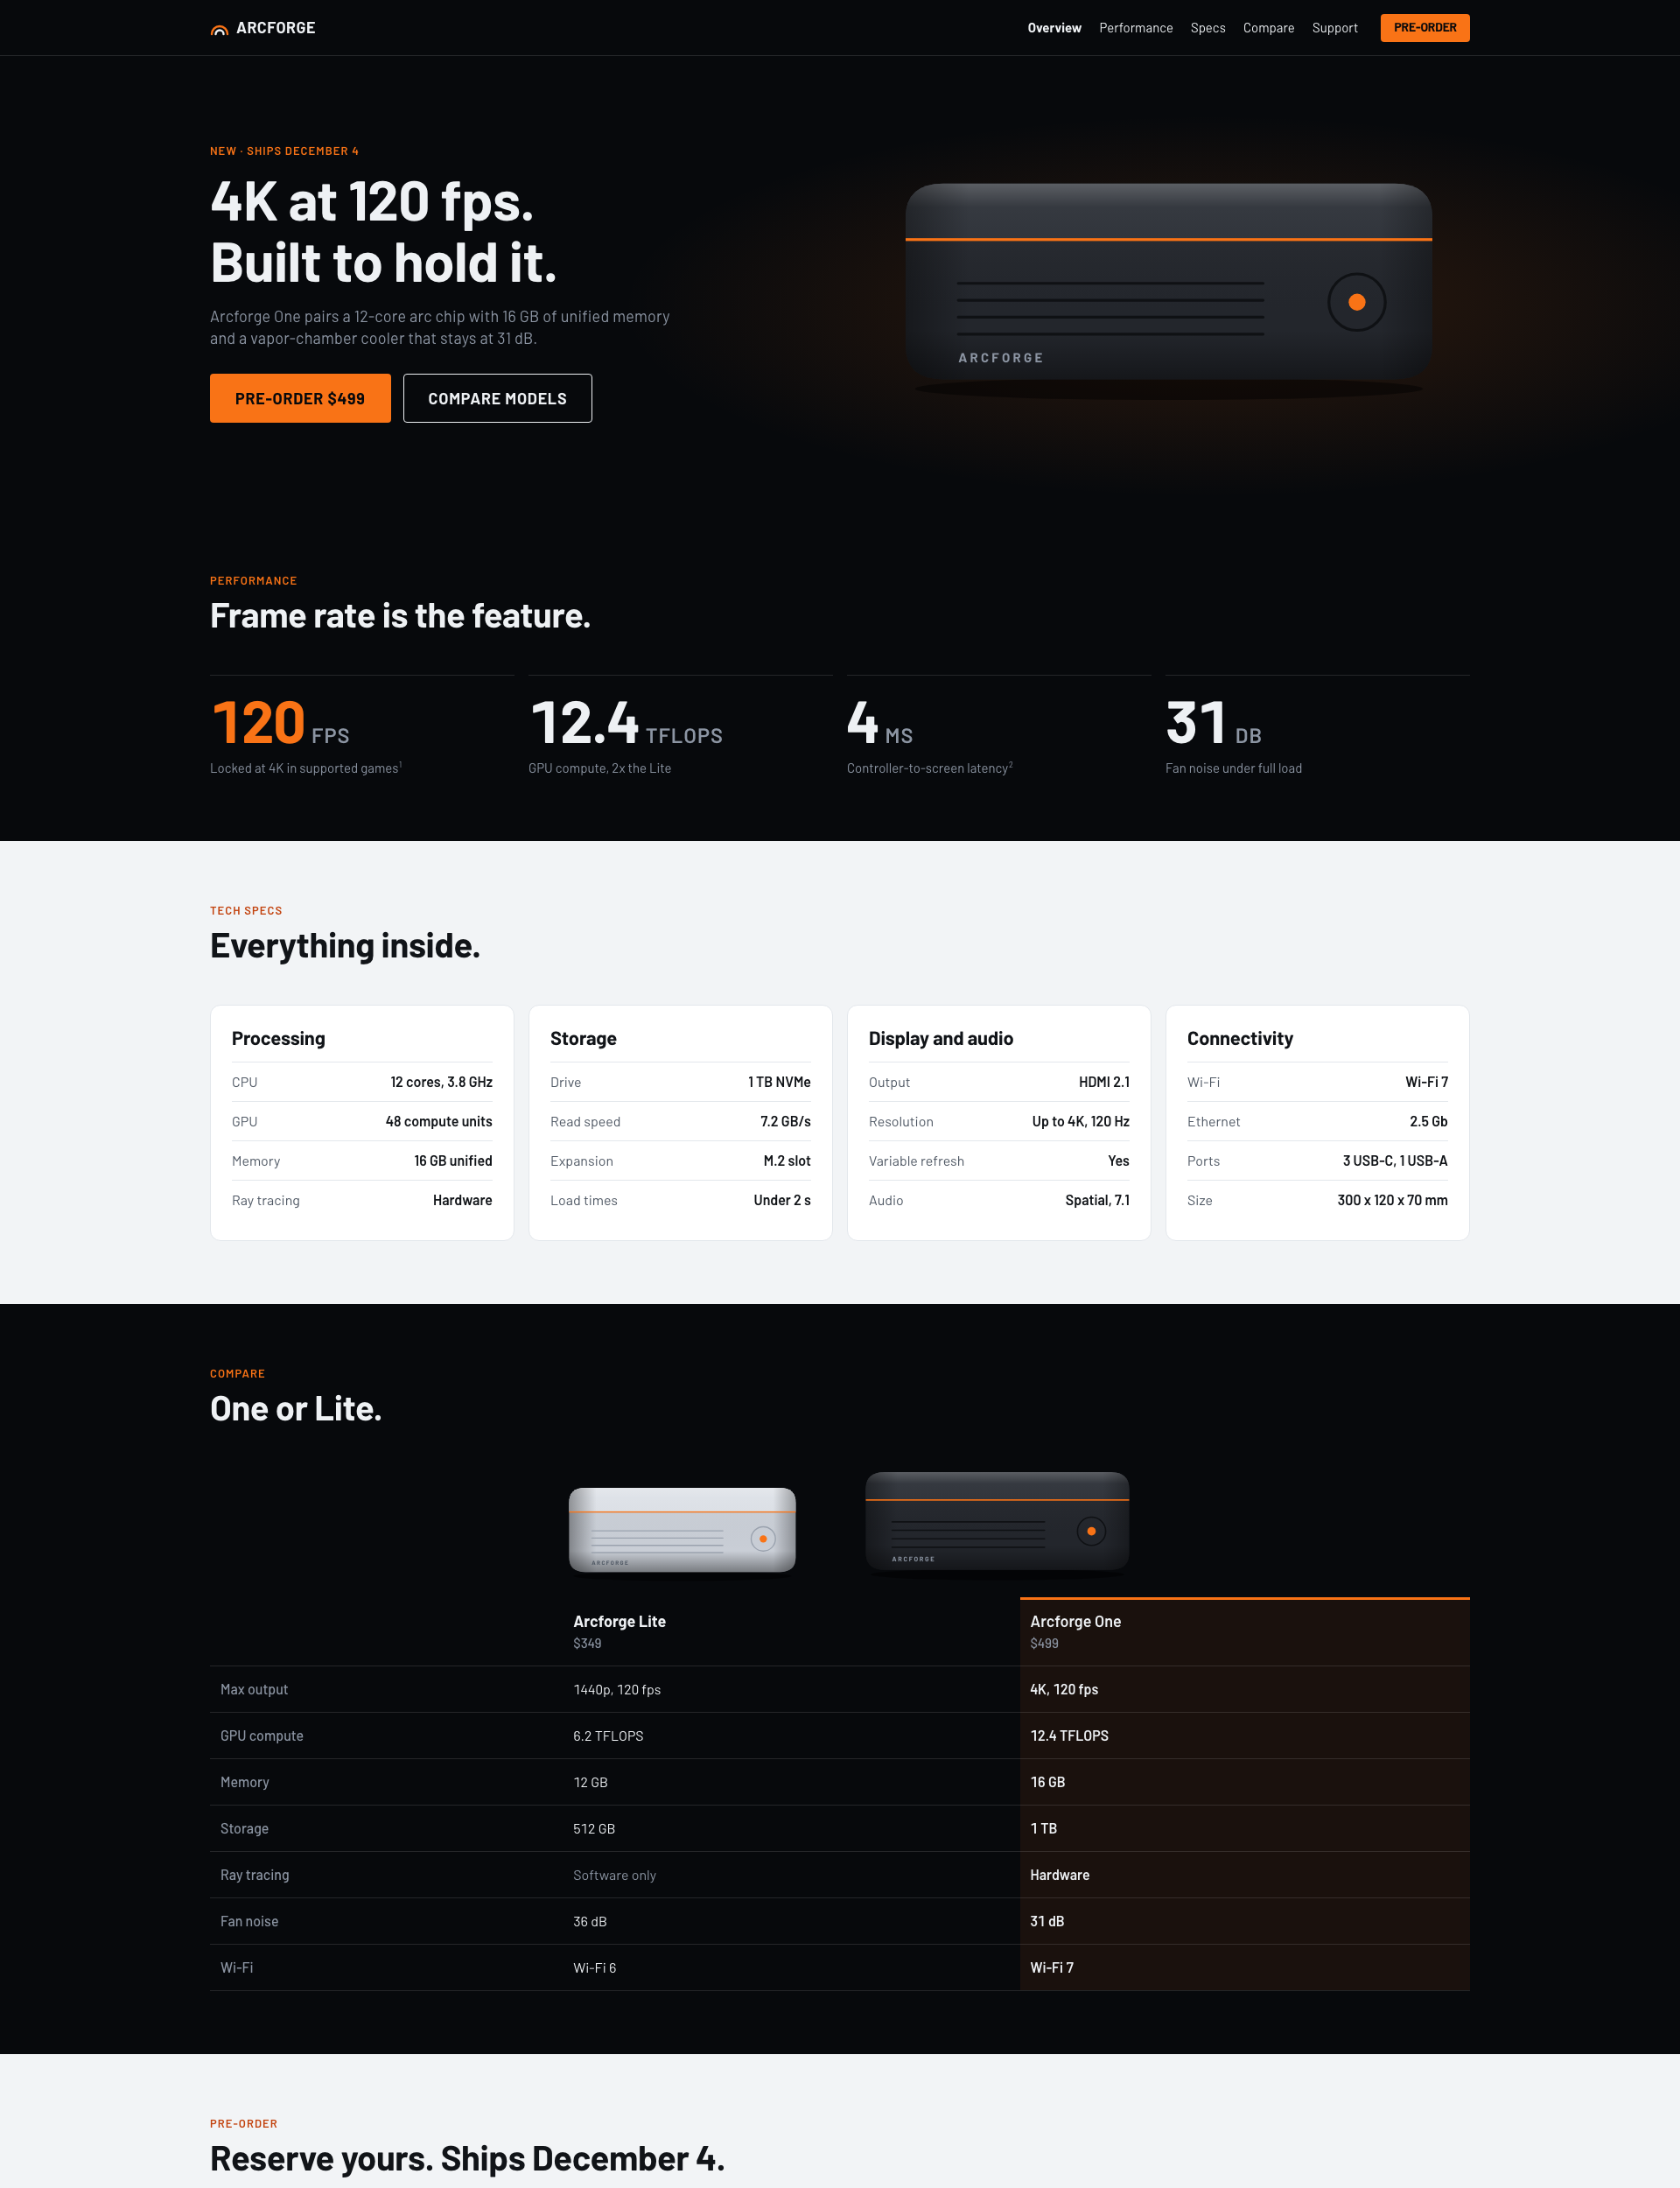 ARCFORGE
Overview Performance Specs Compare Support PRE-ORDER
NEW · SHIPS DECEMBER 4
4K at 120 fps.
Built to hold it.
Arcforge One pairs a 12-core arc chip with 16 GB of unified memory
and a vapor-chamber cooler that stays at 31 dB.
PRE-ORDER $499 COMPARE MODELS
ARCFORGE
PERFORMANCE
Frame rate is the feature.
120 FPS
Locked at 4K in supported games¹
12.4 TFLOPS
GPU compute, 2x the Lite
4 MS
Controller-to-screen latency²
31 DB
Fan noise under full load
TECH SPECS
Everything inside.
Processing
CPU 12 cores, 3.8 GHz
GPU 48 compute units
Memory 16 GB unified
Ray tracing Hardware
Storage
Drive 1 TB NVMe
Read speed 7.2 GB/s
Expansion M.2 slot
Load times Under 2 s
Display and audio
Output HDMI 2.1
Resolution Up to 4K, 120 Hz
Variable refresh Yes
Audio Spatial, 7.1
Connectivity
Wi-Fi Wi-Fi 7
Ethernet 2.5 Gb
Ports 3 USB-C, 1 USB-A
Size 300 x 120 x 70 mm
COMPARE
One or Lite.
ARCFORGE
ARCFORGE
Arcforge Lite Arcforge One
$349 $499
Max output 1440p, 120 fps 4K, 120 fps
GPU compute 6.2 TFLOPS 12.4 TFLOPS
Memory 12 GB 16 GB
Storage 512 GB 1 TB
Ray tracing Software only Hardware
Fan noise 36 dB 31 dB
Wi-Fi Wi-Fi 6 Wi-Fi 7
PRE-ORDER
Reserve yours. Ships December 4.